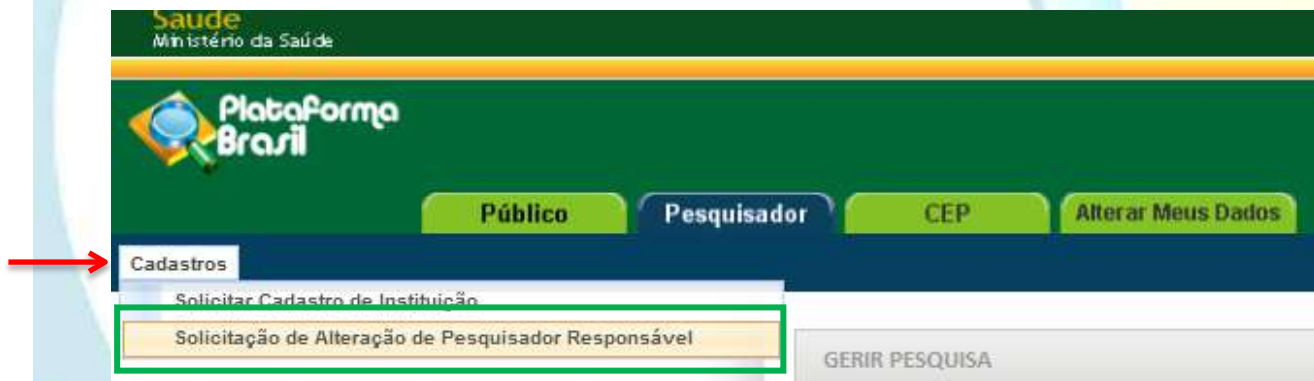 Saúde
Ministério da Saúde
Plataforma
Brasil
Público Pesquisador CEP Alterar Meus Dados
Cadastros
Solicitar Cadastro de Instituição
Solicitação de Alteração de Pesquisador Responsável
GERIR PESQUISA